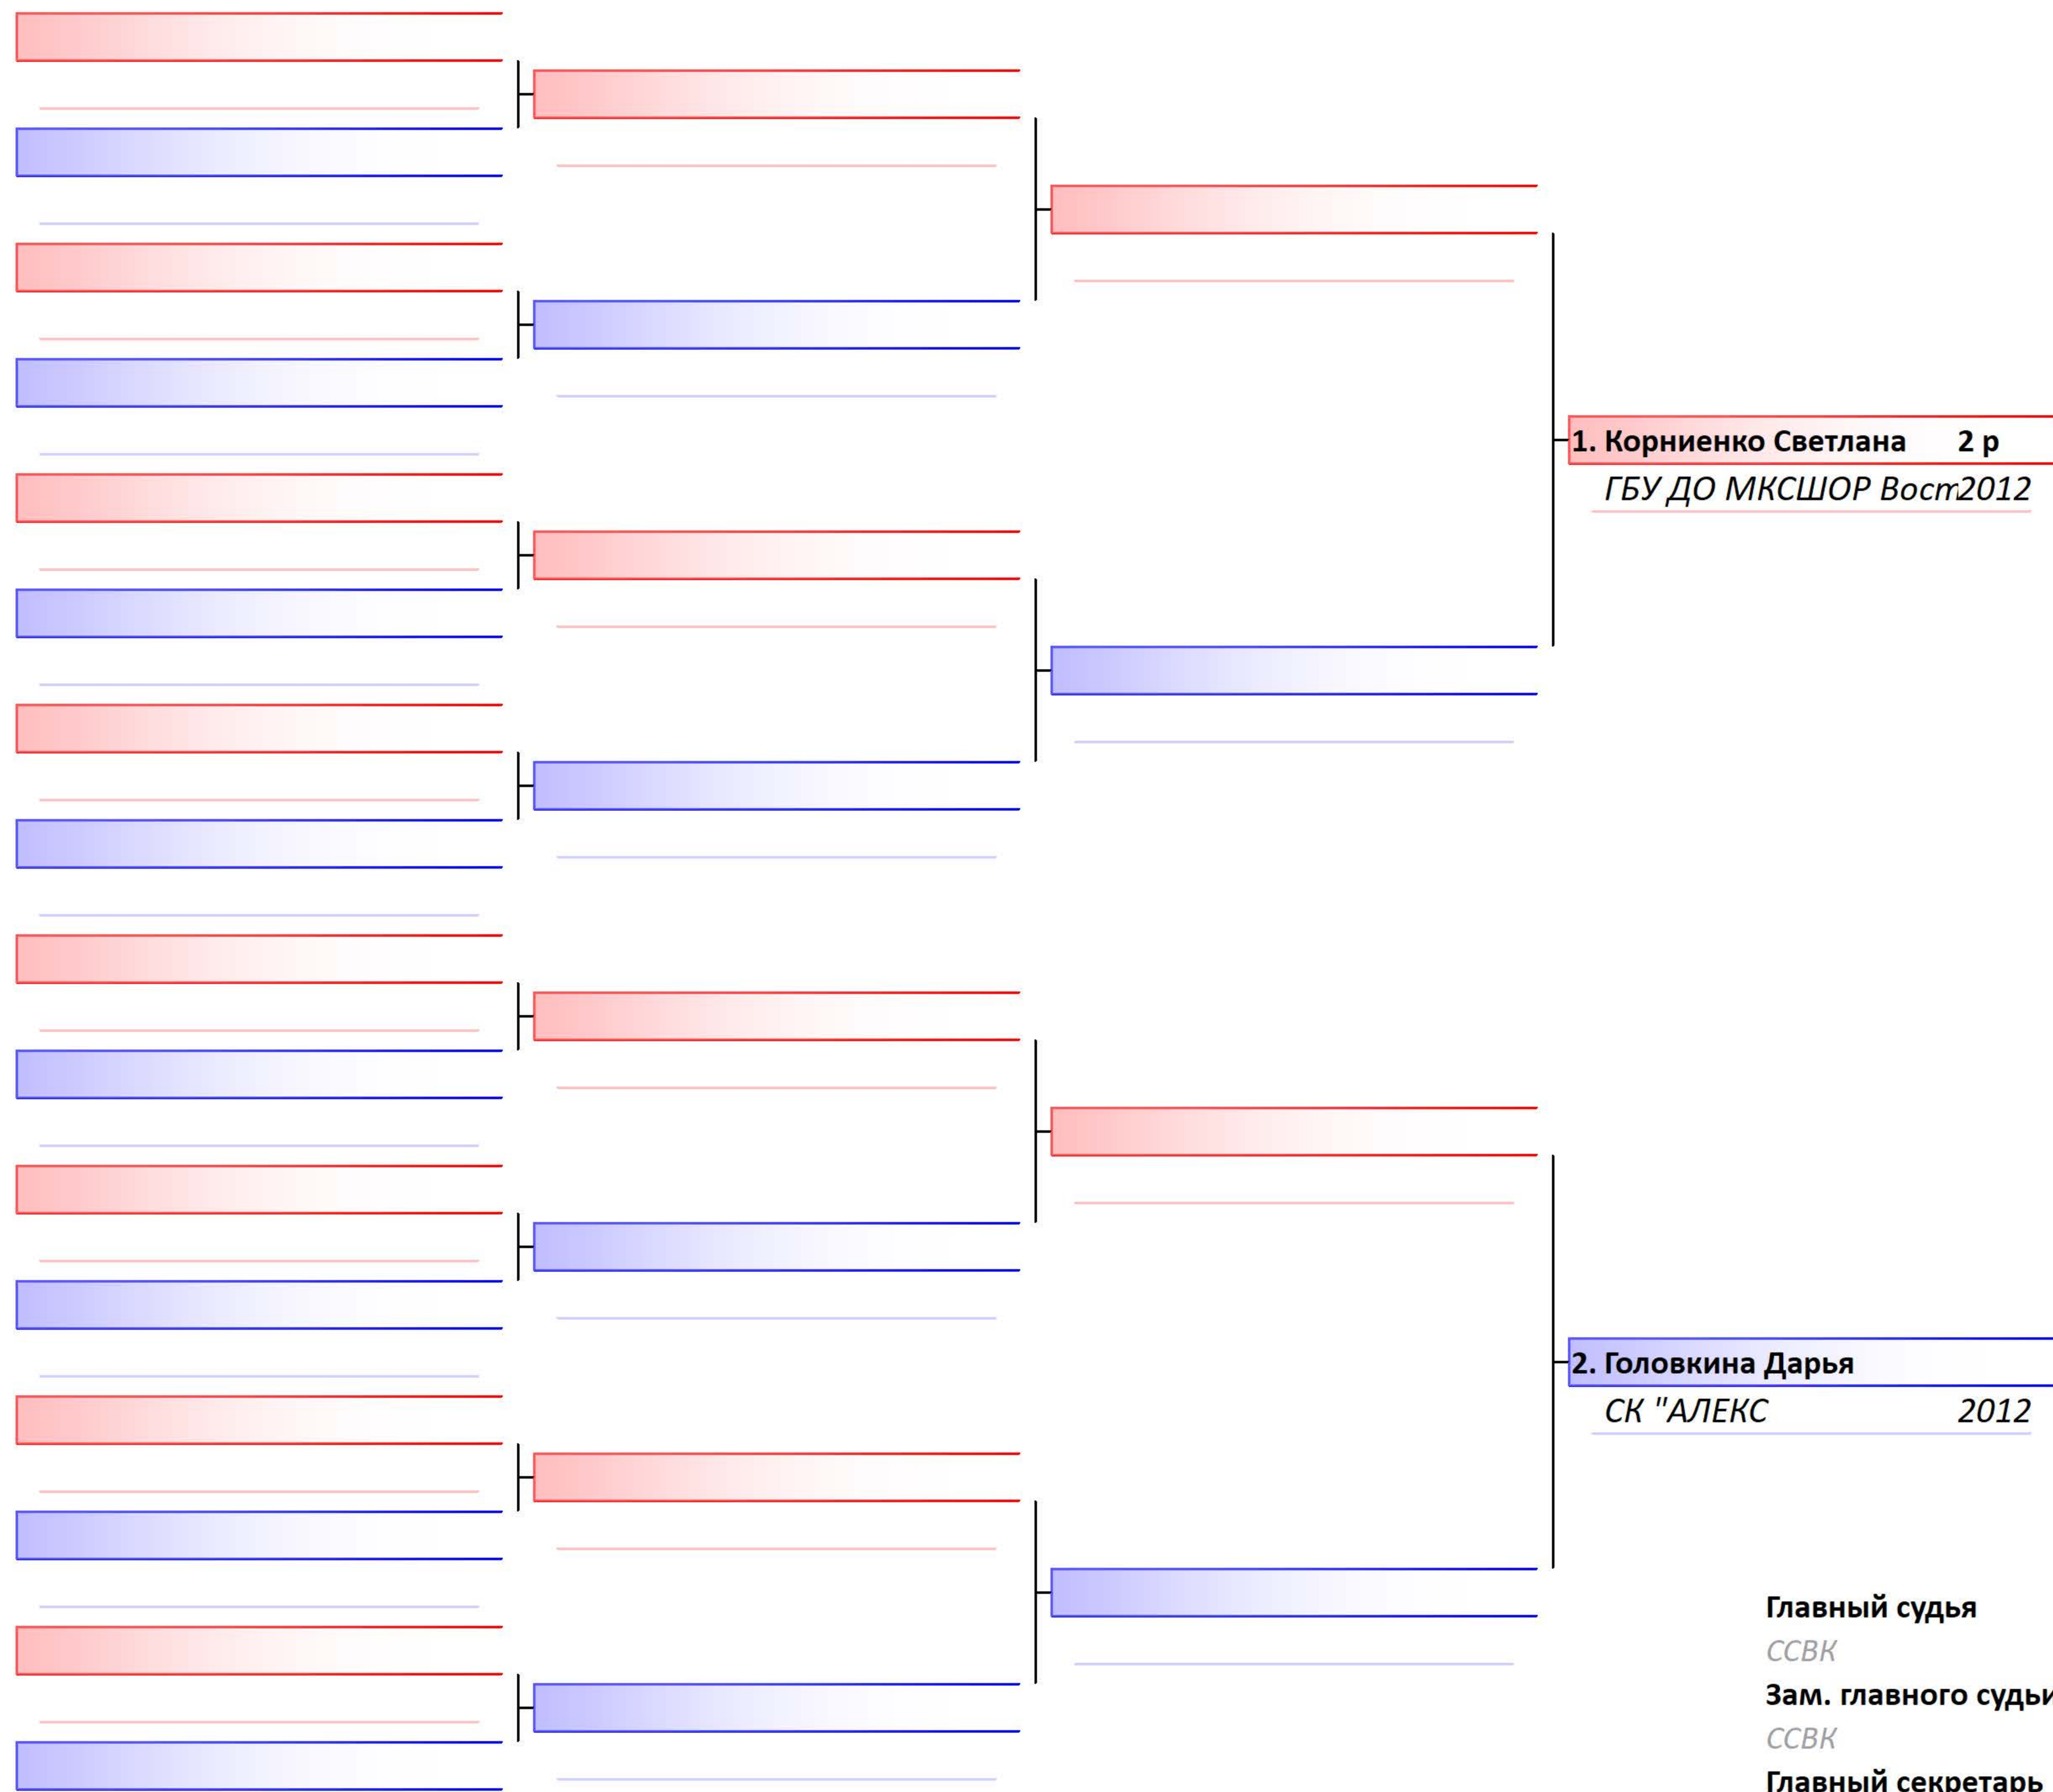 1. Корниенко Светлана 2 р
ГБУ ДО МКСШОР Вост2012
2. Головкина Дарья
СК "АЛЕКС 2012
Главный судья
ССВК
Зам. главного судьи
ССВК
Главный секретарь